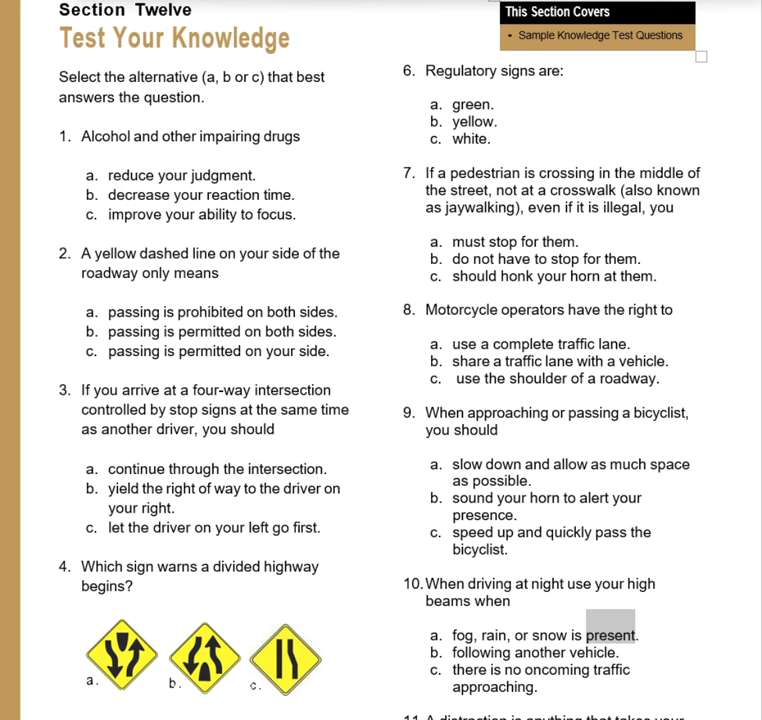 Section Twelve
Test Your Knowledge
Select the alternative (a, b or c) that best
answers the question.
1. Alcohol and other impairing drugs
a. reduce your judgment.
b. decrease your reaction time.
c. improve your ability to focus.
2. A yellow dashed line on your side of the
roadway only means
a. passing is prohibited on both sides.
b. passing is permitted on both sides.
c. passing is permitted on your side.
3. If you arrive at a four-way intersection
controlled by stop signs at the same time
as another driver, you should
a. continue through the intersection.
b. yield the right of way to the driver on
your right.
c. let the driver on your left go first.
4. Which sign warns a divided highway
begins?
a.
b.
c.
This Section Covers
• Sample Knowledge Test Questions
6. Regulatory signs are:
a. green.
b. yellow.
c. white.
7. If a pedestrian is crossing in the middle of
the street, not at a crosswalk (also known
as jaywalking), even if it is illegal, you
a. must stop for them.
b. do not have to stop for them.
c. should honk your horn at them.
8. Motorcycle operators have the right to
a. use a complete traffic lane.
b. share a traffic lane with a vehicle.
c. use the shoulder of a roadway.
9. When approaching or passing a bicyclist,
you should
a. slow down and allow as much space
as possible.
b. sound your horn to alert your
presence.
c. speed up and quickly pass the
bicyclist.
10. When driving at night use your high
beams when
a. fog, rain, or snow is present.
b. following another vehicle.
c. there is no oncoming traffic
approaching.
11. A distraction is anything that takes your